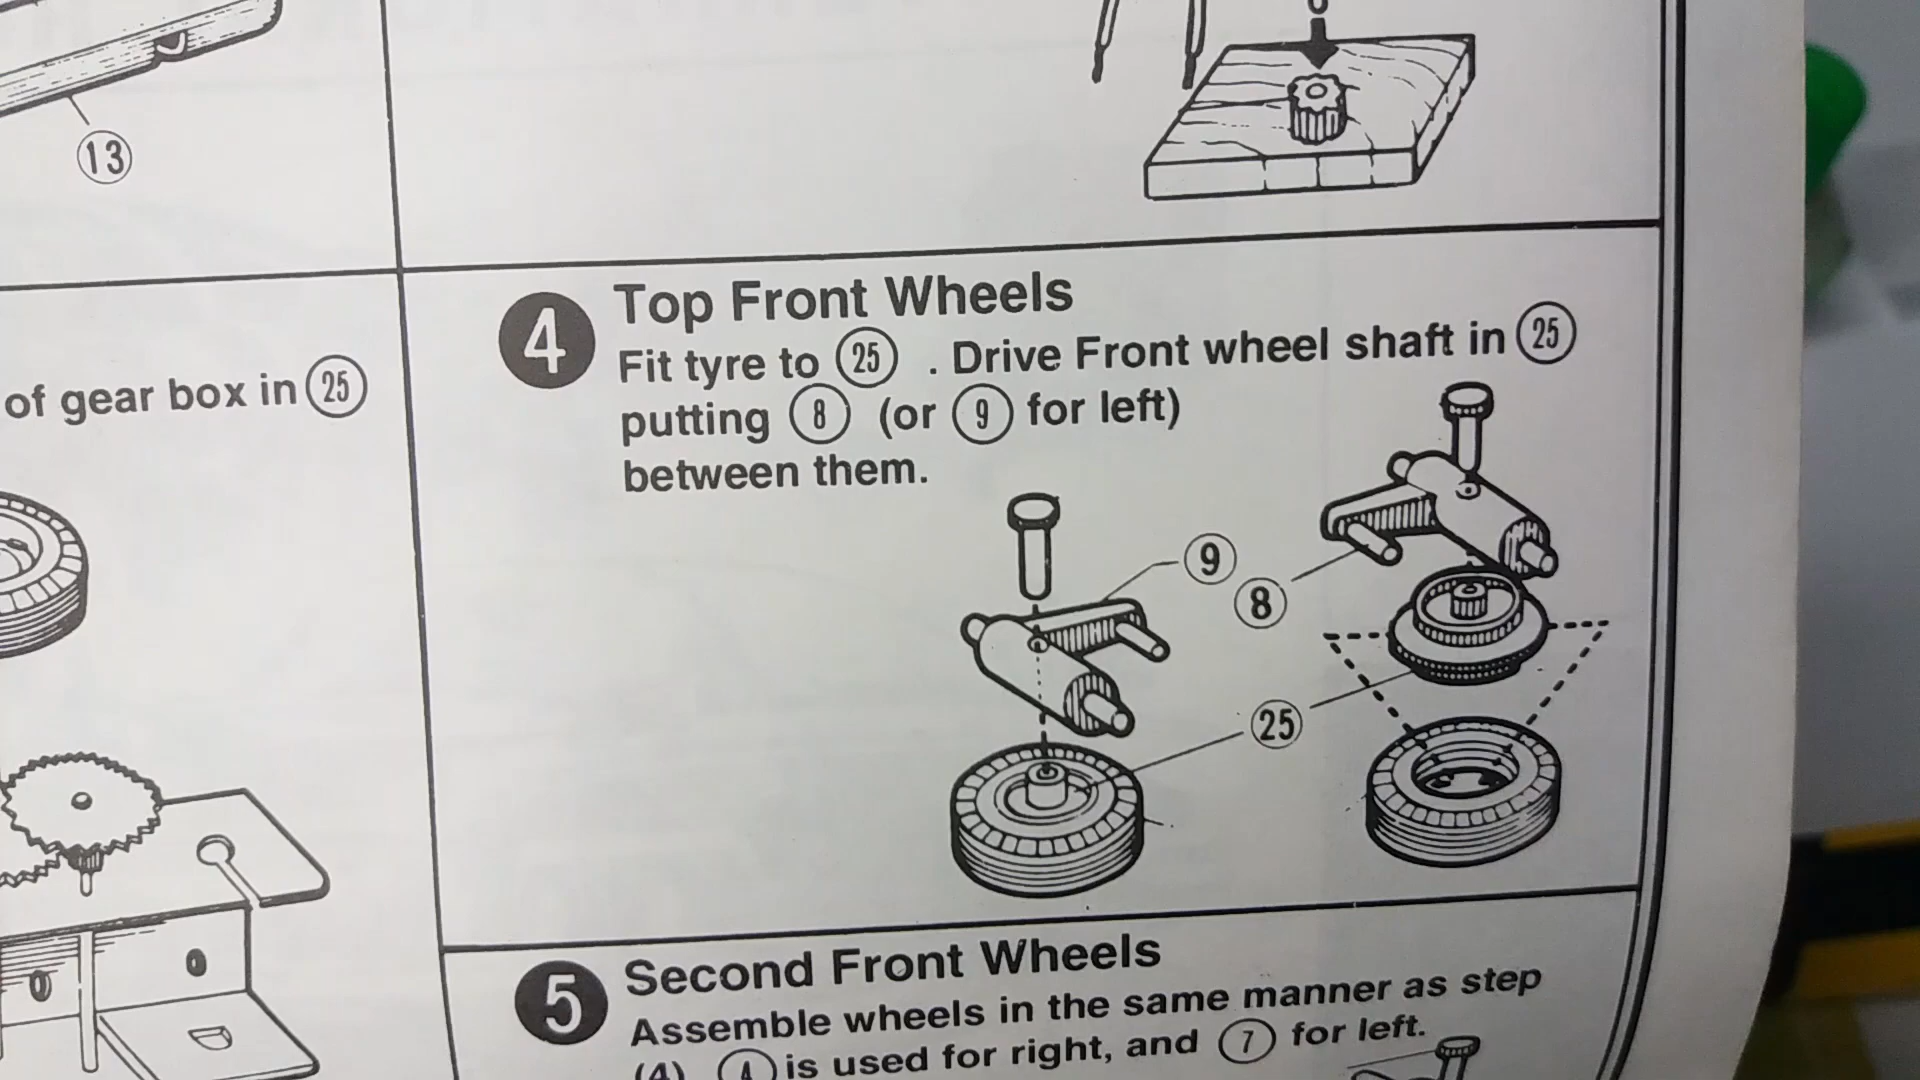 13
of gear box in 25
4 Top Front Wheels
Fit tyre to 25 . Drive Front wheel shaft in 25
putting 8 (or 9 for left)
between them.
9
8
25
5 Second Front Wheels
Assemble wheels in the same manner as step
(4) is used for right, and 7 for left.